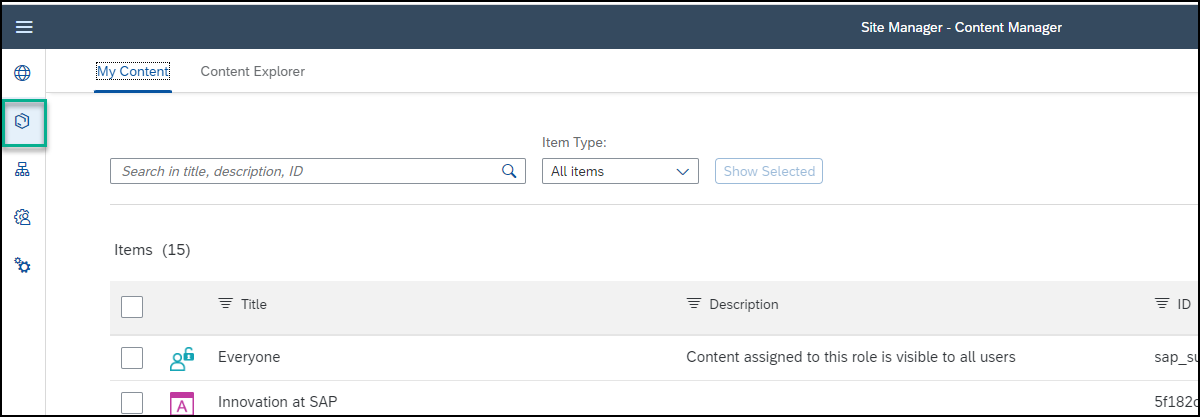 Site Manager - Content Manager
My Content Content Explorer
Item Type:
Search in title, description, ID All items Show Selected
Items (15)
Title Description ID
Everyone Content assigned to this role is visible to all users sap_su
A Innovation at SAP 5f182c